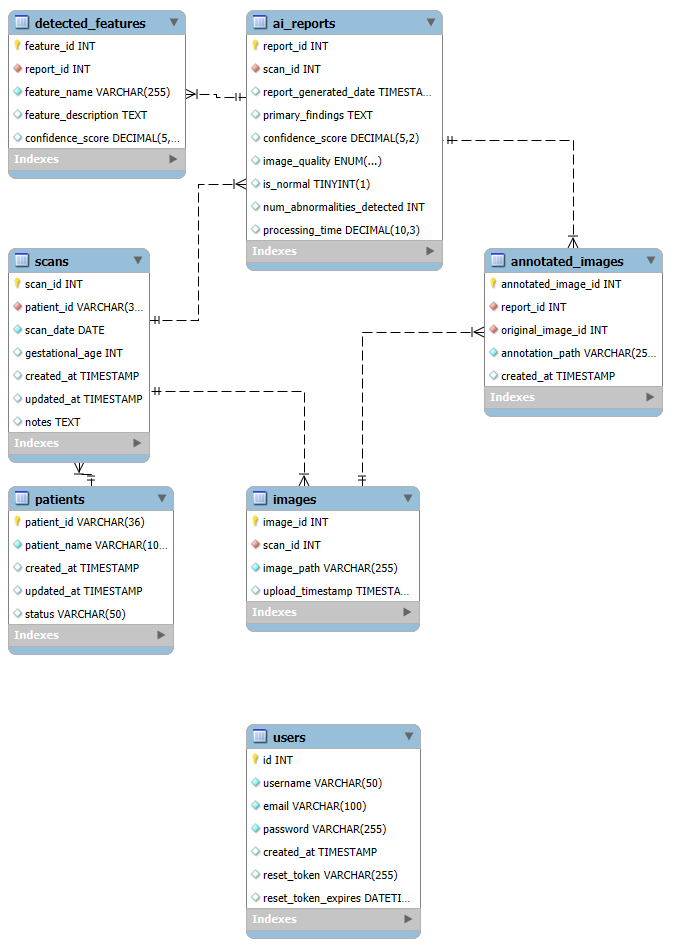 detected_features
feature_id INT
report_id INT
feature_name VARCHAR(255)
feature_description TEXT
confidence_score DECIMAL(5,...
Indexes
ai_reports
report_id INT
scan_id INT
report_generated_date TIMESTA...
primary_findings TEXT
confidence_score DECIMAL(5,2)
image_quality ENUM(...)
is_normal TINYINT(1)
num_abnormalities_detected INT
processing_time DECIMAL(10,3)
Indexes
scans
scan_id INT
patient_id VARCHAR(3...
scan_date DATE
gestational_age INT
created_at TIMESTAMP
updated_at TIMESTAMP
notes TEXT
Indexes
annotated_images
annotated_image_id INT
report_id INT
original_image_id INT
annotation_path VARCHAR(25...
created_at TIMESTAMP
Indexes
patients
patient_id VARCHAR(36)
patient_name VARCHAR(10...
created_at TIMESTAMP
updated_at TIMESTAMP
status VARCHAR(50)
Indexes
images
image_id INT
scan_id INT
image_path VARCHAR(255)
upload_timestamp TIMESTA...
Indexes
users
id INT
username VARCHAR(50)
email VARCHAR(100)
password VARCHAR(255)
created_at TIMESTAMP
reset_token VARCHAR(255)
reset_token_expires DATETI...
Indexes